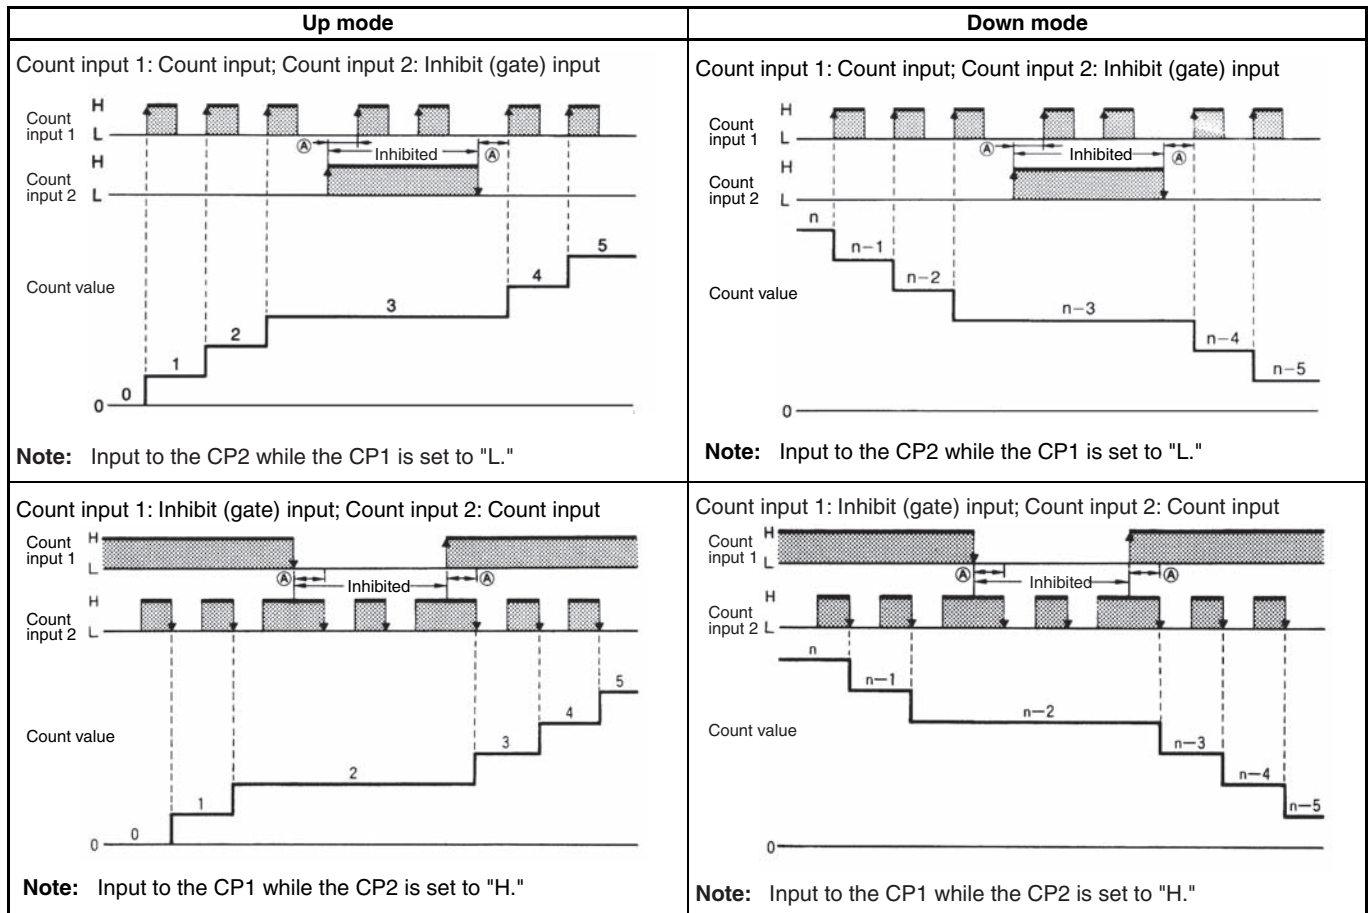 Up mode
Down mode
Count input 1: Count input; Count input 2: Inhibit (gate) input
Count
input 1
H
L
Ⓐ
Inhibited
Ⓐ
Count
input 2
H
L
Count value
0
0
1
2
3
4
5
Note: Input to the CP2 while the CP1 is set to "L."
Count input 1: Count input; Count input 2: Inhibit (gate) input
Count
input 1
H
L
Ⓐ
Inhibited
Ⓐ
Count
input 2
H
L
Count value
n
n-1
n-2
n-3
n-4
n-5
0
Note: Input to the CP2 while the CP1 is set to "L."
Count input 1: Inhibit (gate) input; Count input 2: Count input
Count
input 1
H
L
Ⓐ
Inhibited
Ⓐ
Count
input 2
H
L
Count value
0
0
1
2
3
4
5
Note: Input to the CP1 while the CP2 is set to "H."
Count input 1: Inhibit (gate) input; Count input 2: Count input
Count
input 1
H
L
Ⓐ
Inhibited
Ⓐ
Count
input 2
H
L
Count value
n
n-1
n-2
n-3
n-4
n-5
0
Note: Input to the CP1 while the CP2 is set to "H."